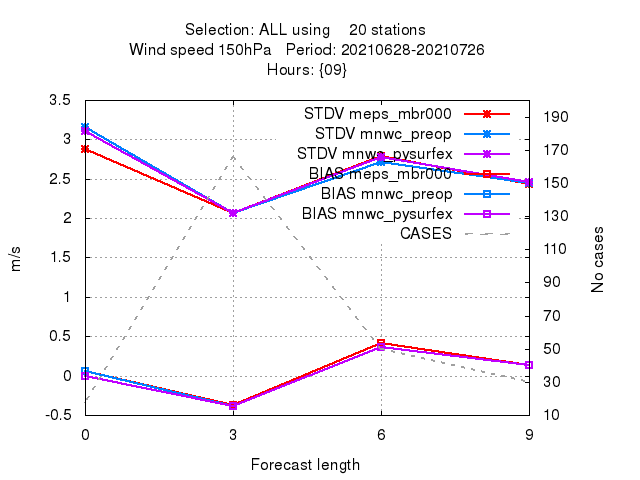 Selection: ALL using 20 stations
Wind speed 150hPa Period: 20210628-20210726
Hours: {09}
STDV meps_mbr000
STDV mnwc_preop
STDV mnwc_pysurfex
BIAS meps_mbr000
BIAS mnwc_preop
BIAS mnwc_pysurfex
CASES
3.5
3
2.5
2
1.5
1
0.5
0
-0.5
m/s
190
170
150
130
110
90
70
50
30
10
No cases
0 3 6 9
Forecast length